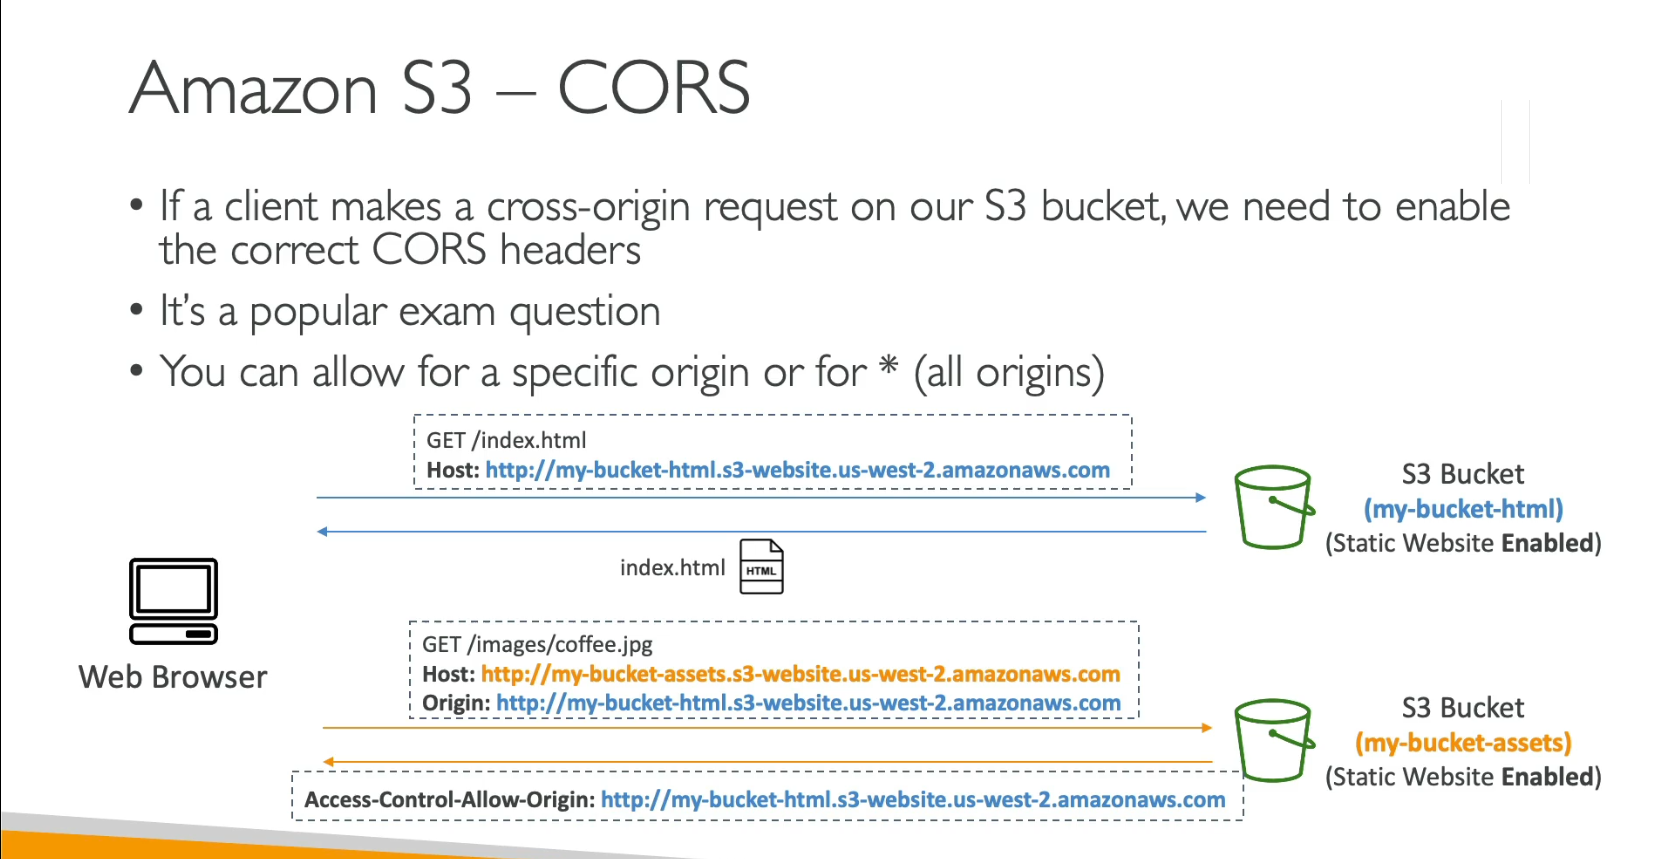 Amazon S3 – CORS
• If a client makes a cross-origin request on our S3 bucket, we need to enable
the correct CORS headers
• It's a popular exam question
• You can allow for a specific origin or for * (all origins)
GET /index.html
Host: http://my-bucket-html.s3-website.us-west-2.amazonaws.com
S3 Bucket
(my-bucket-html)
(Static Website Enabled)
index.html
HTML
Web Browser
GET /images/coffee.jpg
Host: http://my-bucket-assets.s3-website.us-west-2.amazonaws.com
Origin: http://my-bucket-html.s3-website.us-west-2.amazonaws.com
S3 Bucket
(my-bucket-assets)
(Static Website Enabled)
Access-Control-Allow-Origin: http://my-bucket-html.s3-website.us-west-2.amazonaws.com